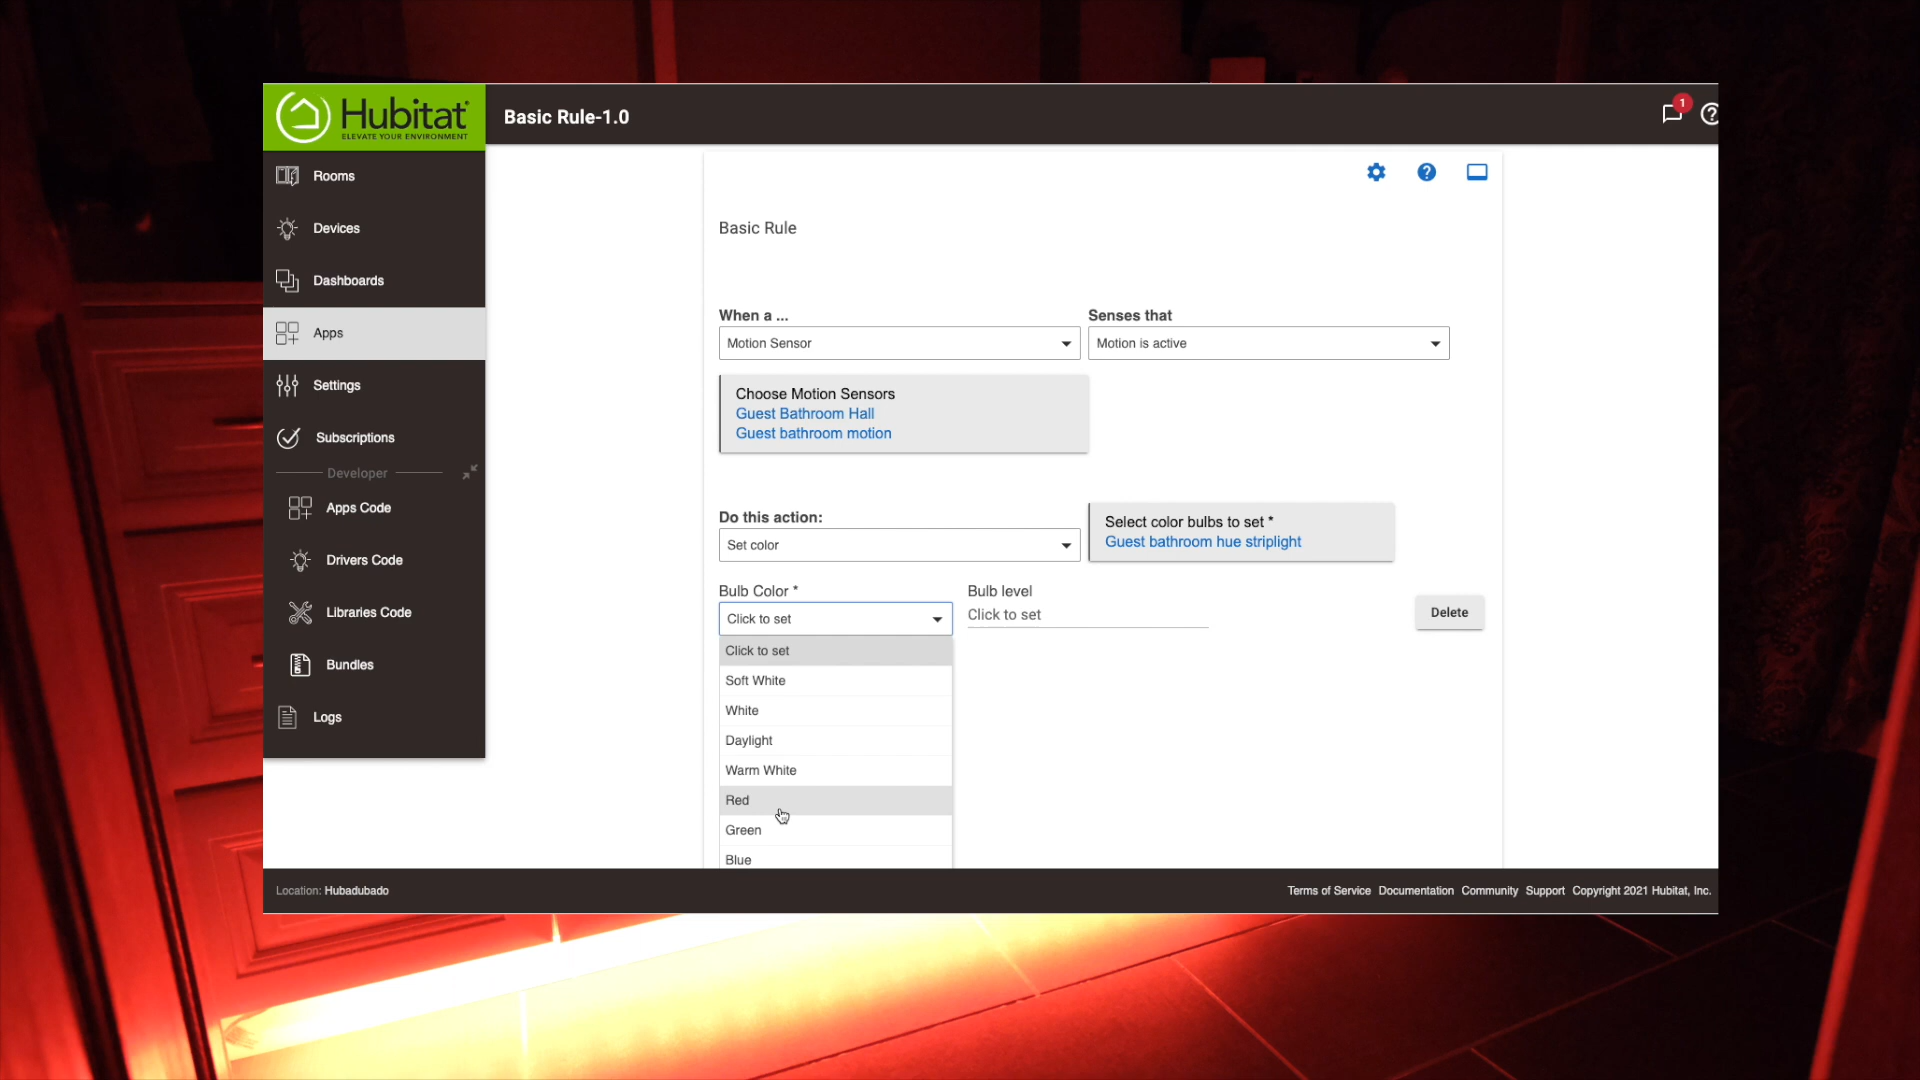 Hubitat
ELEVATE YOUR ENVIRONMENT
Basic Rule-1.0
1
Rooms
Devices
Dashboards
Apps
Settings
Subscriptions
Developer
Apps Code
Drivers Code
Libraries Code
Bundles
Logs
Basic Rule
When a ...
Senses that
Motion Sensor
Motion is active
Choose Motion Sensors
Guest Bathroom Hall
Guest bathroom motion
Do this action:
Set color
Select color bulbs to set *
Guest bathroom hue striplight
Bulb Color *
Bulb level
Click to set
Click to set
Delete
Click to set
Soft White
White
Daylight
Warm White
Red
Green
Blue
Location: Hubadubado
Terms of Service Documentation Community Support Copyright 2021 Hubitat, Inc.